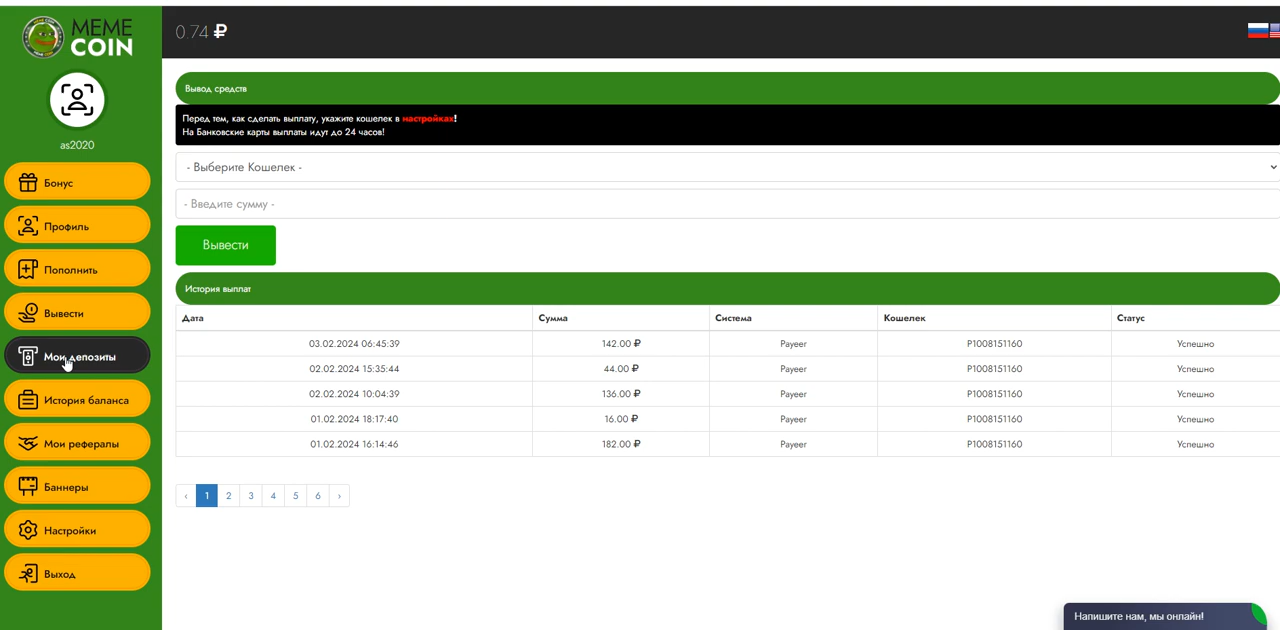 MEME
COIN
0.74 ₽
as2020
Бонус
Профиль
Пополнить
Вывести
Мои депозиты
История баланса
Мои рефералы
Баннеры
Настройки
Выход
Вывод средств
Перед тем, как сделать выплату, укажите кошелек в настройках!
На Банковские карты выплаты идут до 24 часов!
- Выберите Кошелек -
- Введите сумму -
Вывести
История выплат
Дата Сумма Система Кошелек Статус
03.02.2024 06:45:39 142.00 ₽ Payeer P1008151160 Успешно
02.02.2024 15:35:44 44.00 ₽ Payeer P1008151160 Успешно
02.02.2024 10:04:39 136.00 ₽ Payeer P1008151160 Успешно
01.02.2024 18:17:40 16.00 ₽ Payeer P1008151160 Успешно
01.02.2024 16:14:46 182.00 ₽ Payeer P1008151160 Успешно
‹ 1 2 3 4 5 6 ›
Напишите нам, мы онлайн!